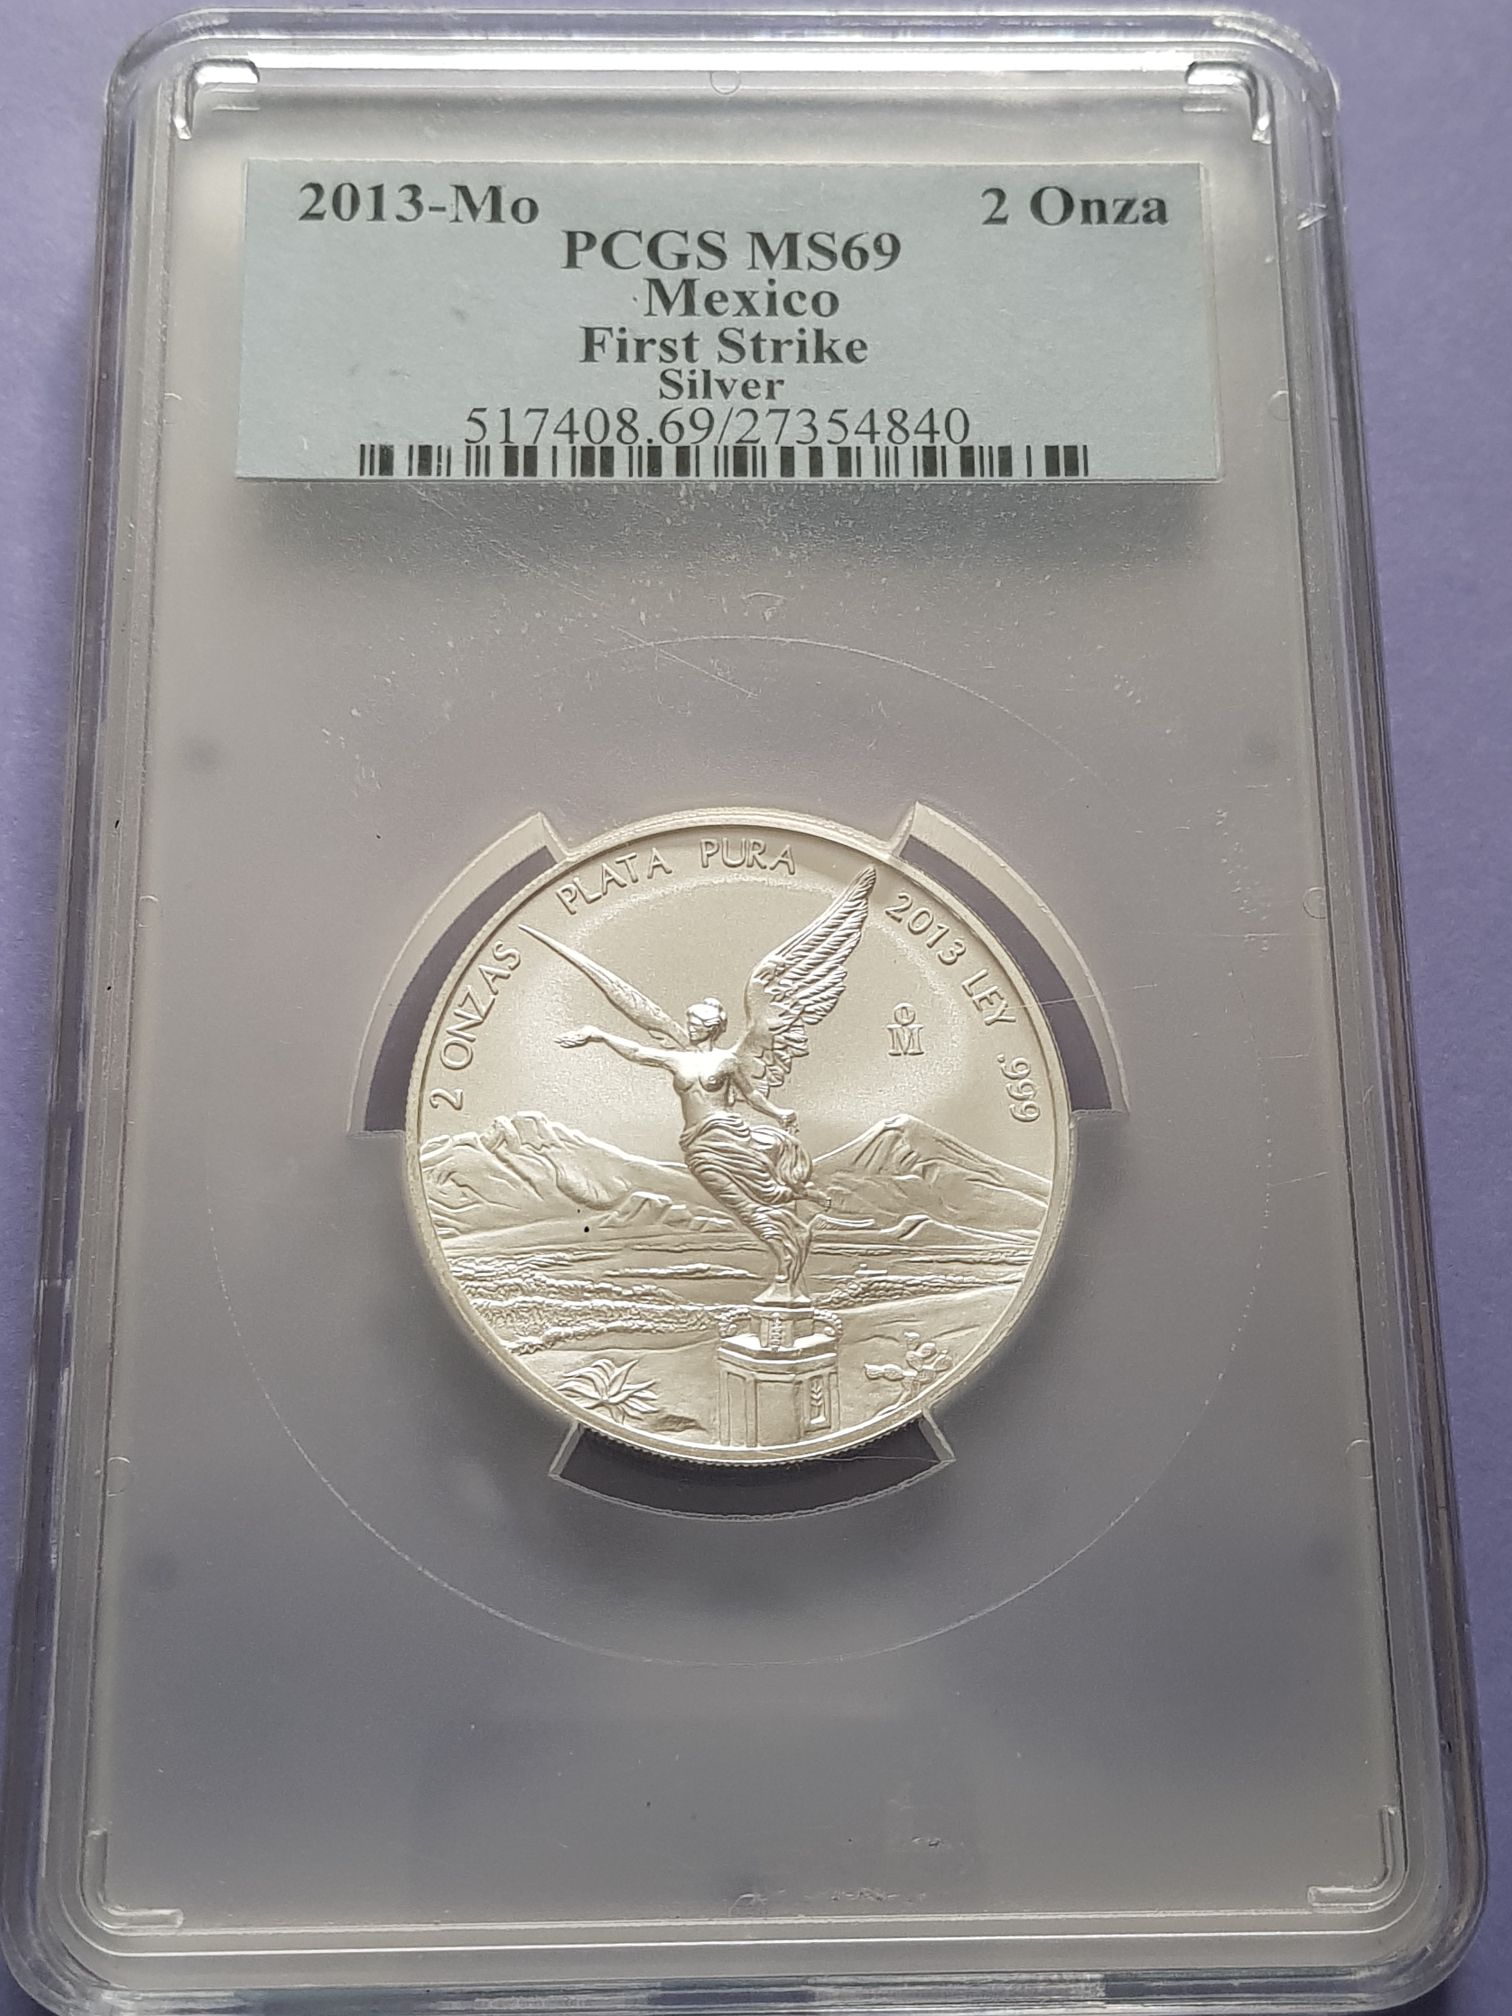 2013-Mo 2 Onza
PCGS MS69
Mexico
First Strike
Silver
517408.69/27354840
2 ONZAS PLATA PURA 2013 LEY .999
o
M